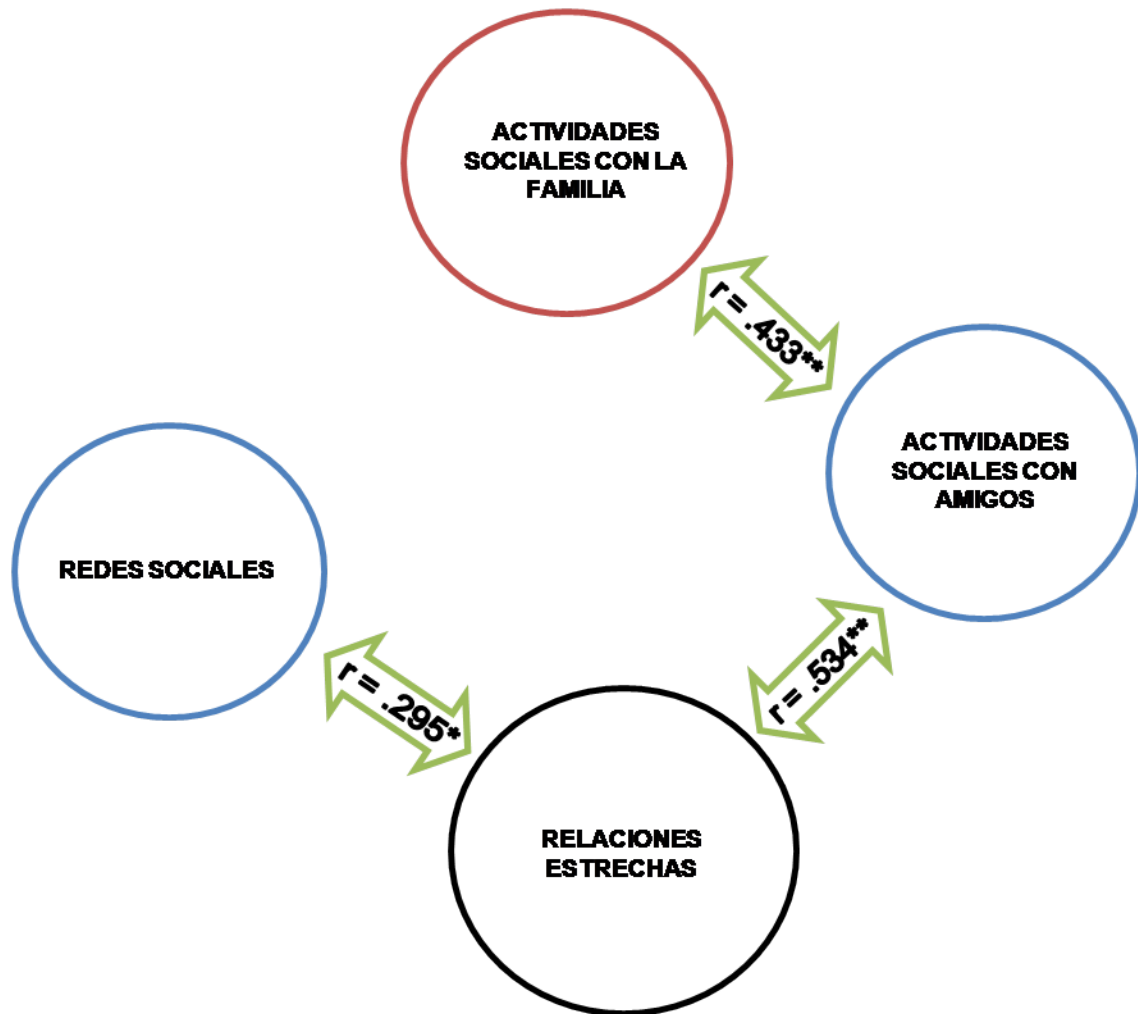 ACTIVIDADES
SOCIALES CON LA
FAMILIA
r = .433**
ACTIVIDADES
SOCIALES CON
AMIGOS
REDES SOCIALES
r = .534**
r = .295*
RELACIONES
ESTRECHAS